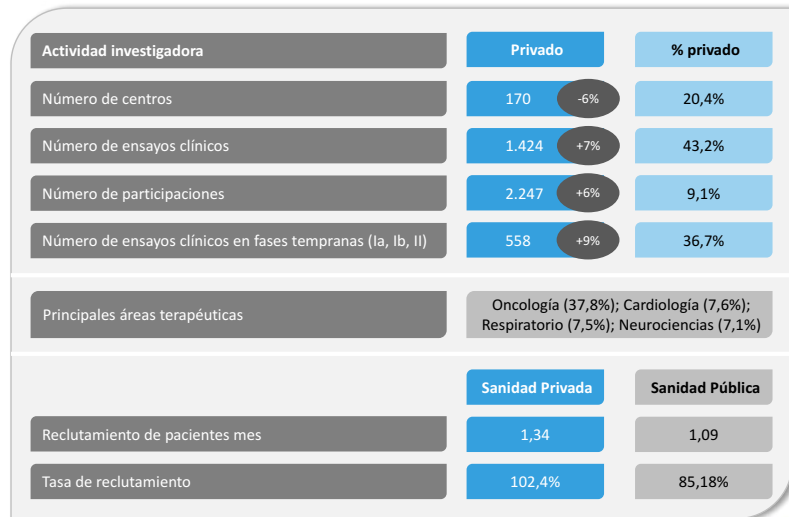 Actividad investigadora Privado % privado
Número de centros 170 -6% 20,4%
Número de ensayos clínicos 1.424 +7% 43,2%
Número de participaciones 2.247 +6% 9,1%
Número de ensayos clínicos en fases tempranas (Ia, Ib, II) 558 +9% 36,7%
Principales áreas terapéuticas
Oncología (37,8%); Cardiología (7,6%);
Respiratorio (7,5%); Neurociencias (7,1%)
Sanidad Privada Sanidad Pública
Reclutamiento de pacientes mes 1,34 1,09
Tasa de reclutamiento 102,4% 85,18%